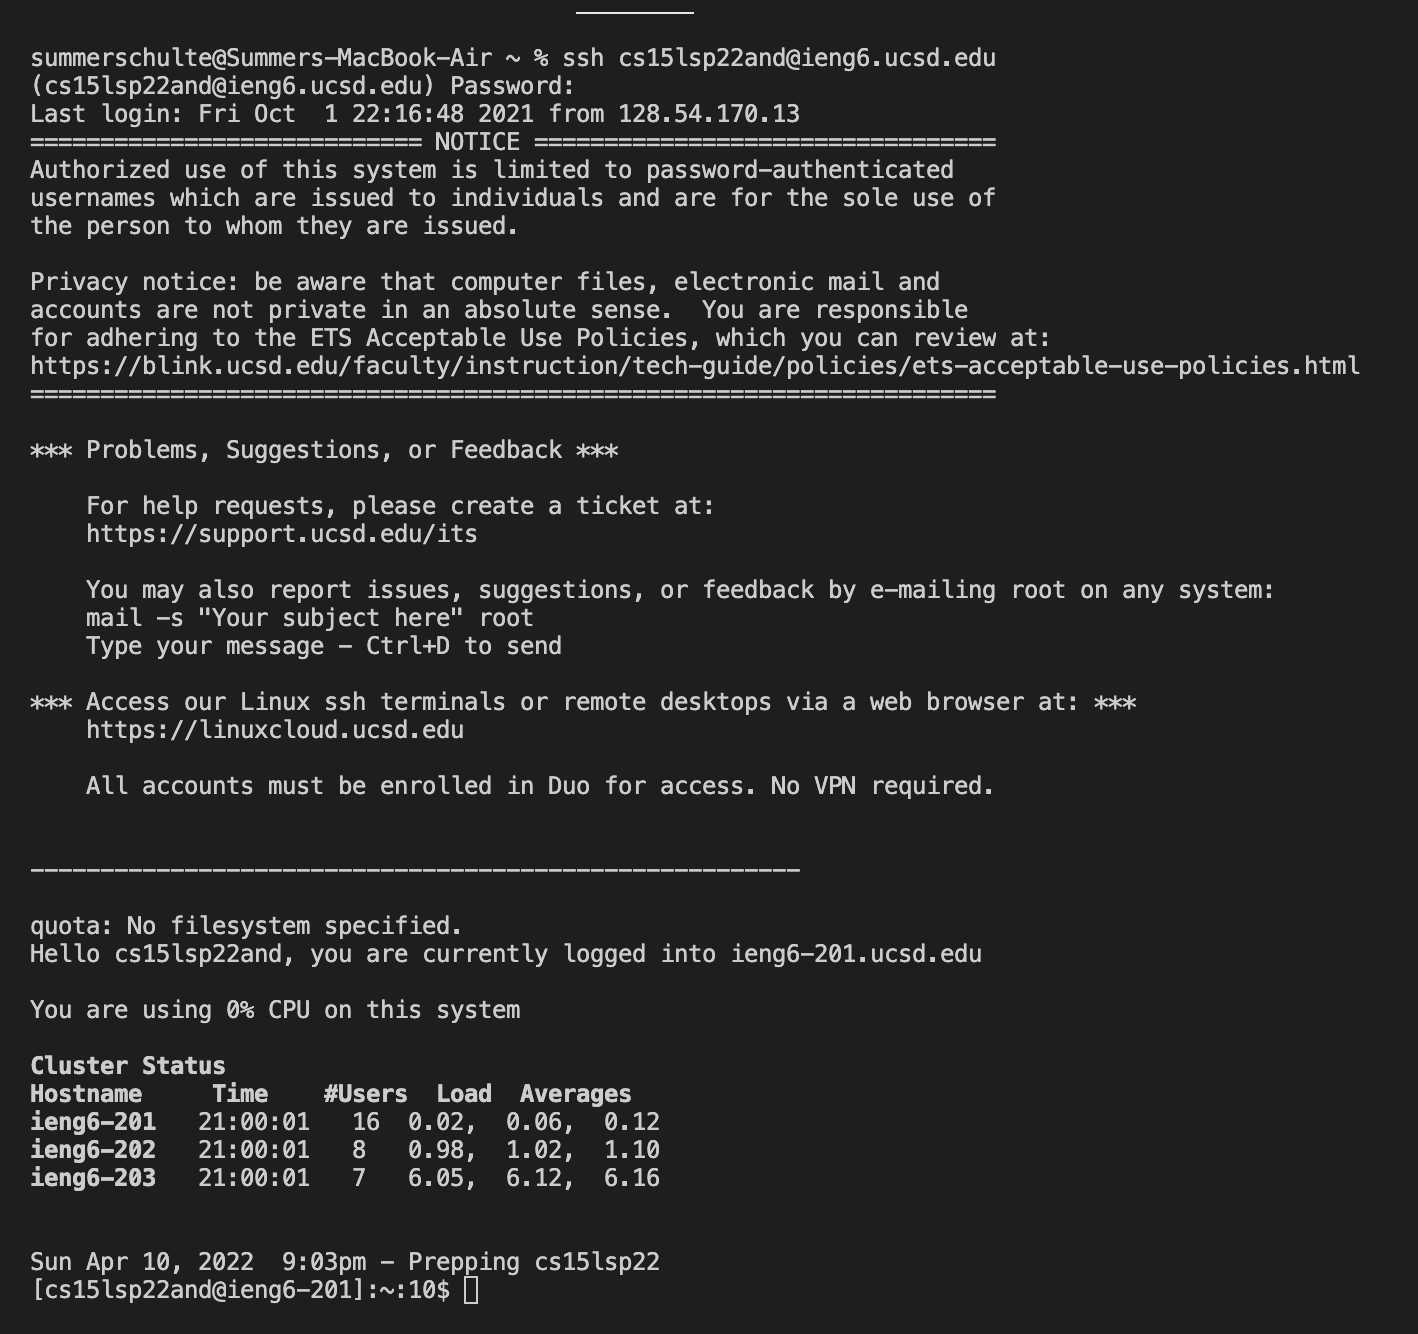 summerschulte@Summers-MacBook-Air ~ % ssh cs15lsp22and@ieng6.ucsd.edu
(cs15lsp22and@ieng6.ucsd.edu) Password:
Last login: Fri Oct  1 22:16:48 2021 from 128.54.170.13
============================ NOTICE =================================
Authorized use of this system is limited to password-authenticated
usernames which are issued to individuals and are for the sole use of
the person to whom they are issued.

Privacy notice: be aware that computer files, electronic mail and
accounts are not private in an absolute sense.  You are responsible
for adhering to the ETS Acceptable Use Policies, which you can review at:
https://blink.ucsd.edu/faculty/instruction/tech-guide/policies/ets-acceptable-use-policies.html
=====================================================================

*** Problems, Suggestions, or Feedback ***

    For help requests, please create a ticket at:
    https://support.ucsd.edu/its

    You may also report issues, suggestions, or feedback by e-mailing root on any system:
    mail -s "Your subject here" root
    Type your message - Ctrl+D to send

*** Access our Linux ssh terminals or remote desktops via a web browser at: ***
    https://linuxcloud.ucsd.edu

    All accounts must be enrolled in Duo for access. No VPN required.


-------------------------------------------------------

quota: No filesystem specified.
Hello cs15lsp22and, you are currently logged into ieng6-201.ucsd.edu

You are using 0% CPU on this system

Cluster Status
Hostname     Time    #Users  Load  Averages
ieng6-201   21:00:01   16  0.02,  0.06,  0.12
ieng6-202   21:00:01   8   0.98,  1.02,  1.10
ieng6-203   21:00:01   7   6.05,  6.12,  6.16


Sun Apr 10, 2022  9:03pm - Prepping cs15lsp22
[cs15lsp22and@ieng6-201]:~:10$